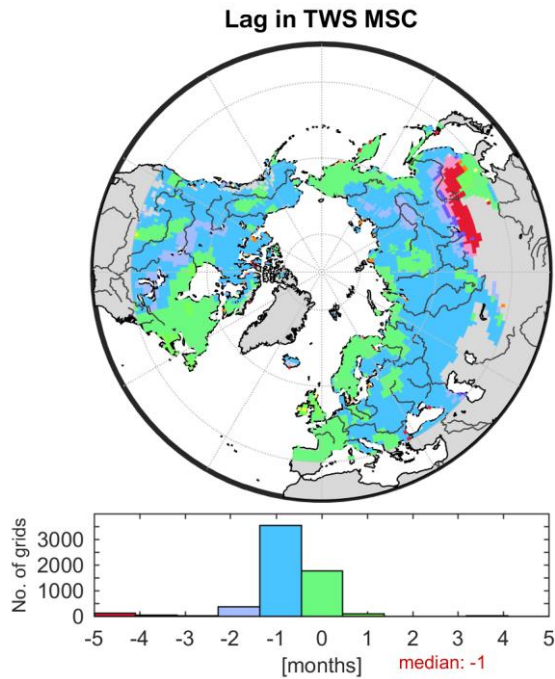 Lag in TWS MSC
No. of grids
3000
2000
1000
0
-5 -4 -3 -2 -1 0 1 2 3 4 5
[months]
median: -1